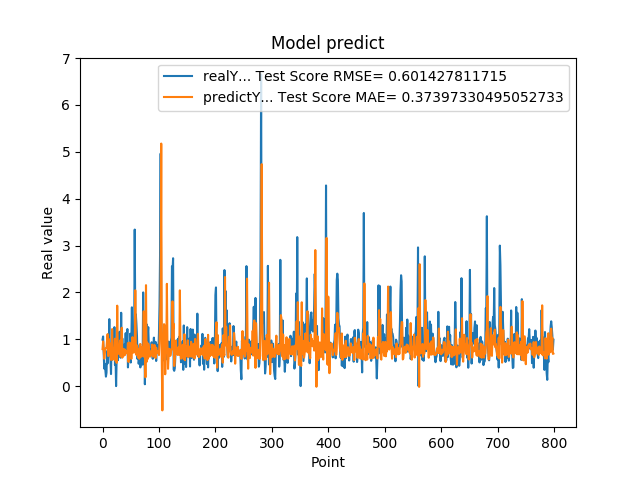 Model predict
realY... Test Score RMSE= 0.601427811715
predictY... Test Score MAE= 0.37397330495052733
7
6
5
4
3
2
1
0
Real value
0 100 200 300 400 500 600 700 800
Point